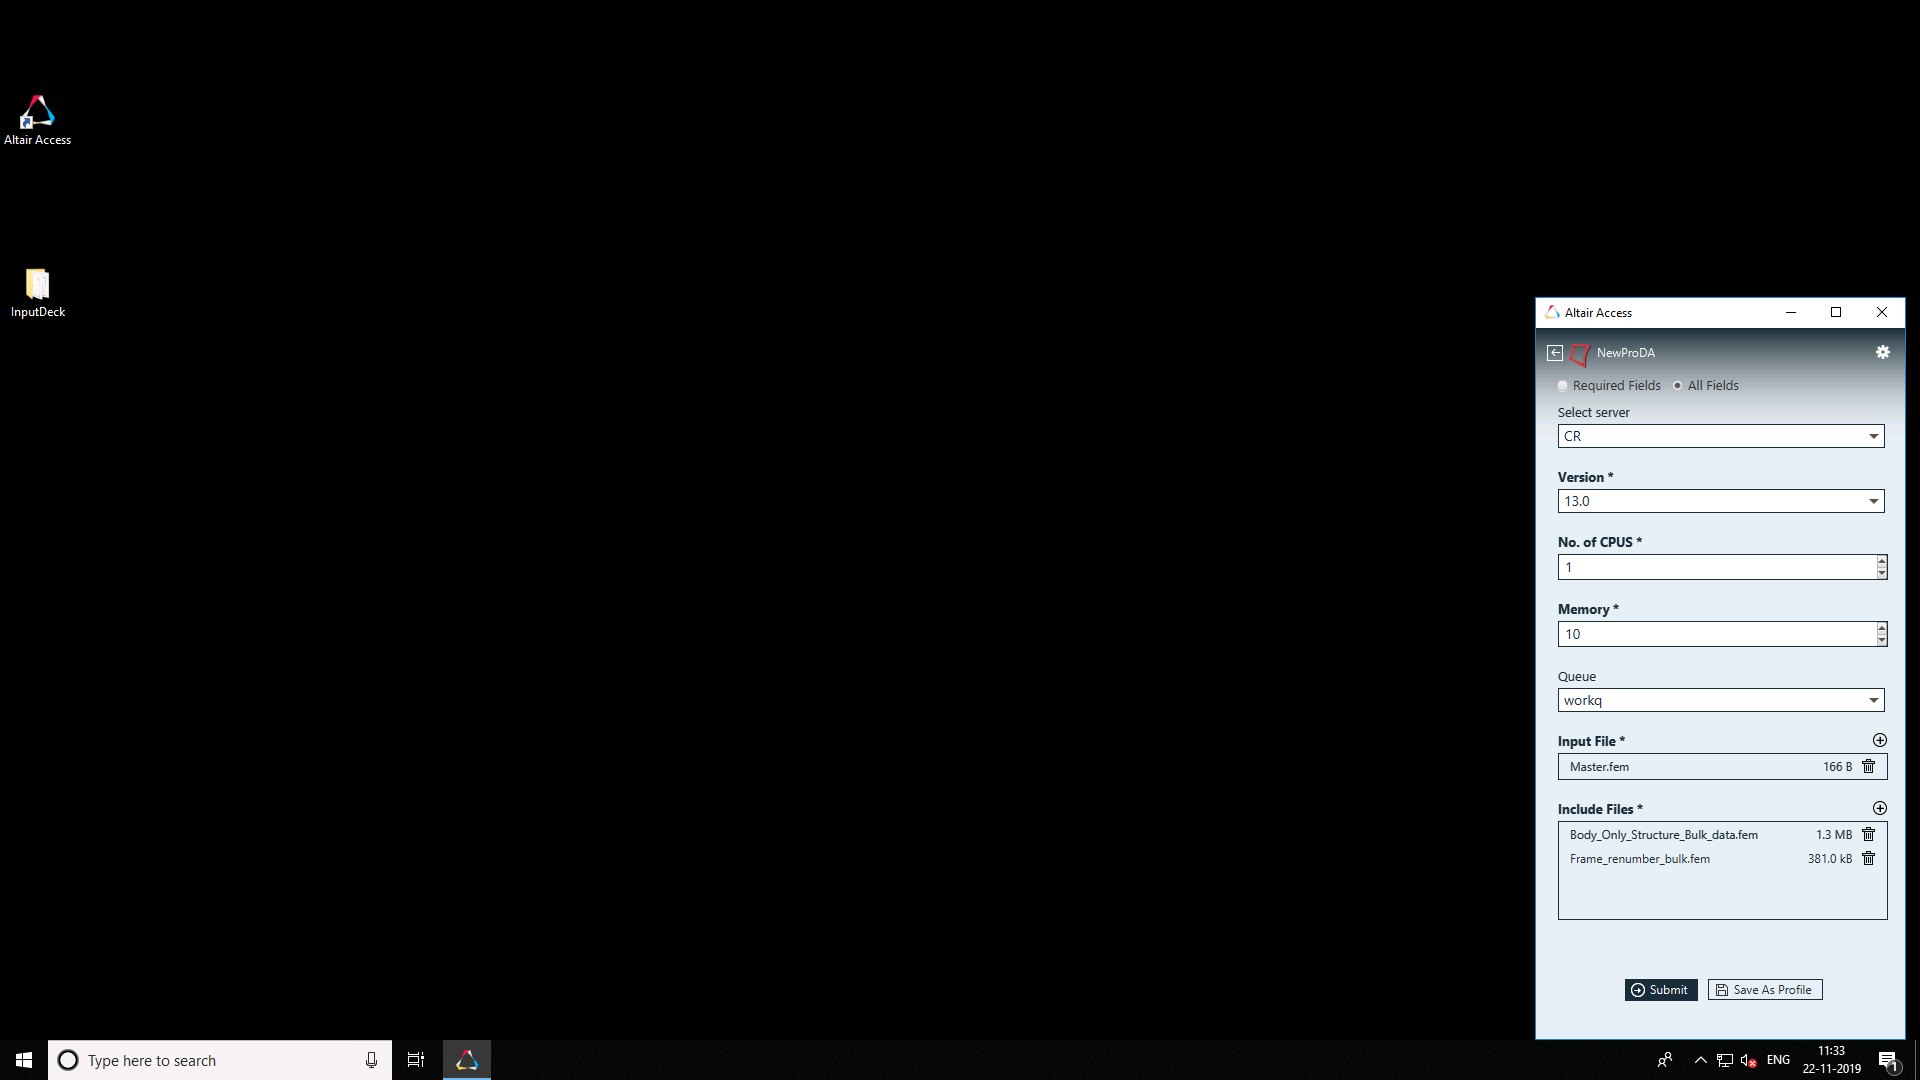 Altair Access
InputDeck
Altair Access
NewProDA
Required Fields All Fields
Select server
CR
Version *
13.0
No. of CPUS *
1
Memory *
10
Queue
workq
Input File *
Master.fem 166 B
Include Files *
Body_Only_Structure_Bulk_data.fem 1.3 MB
Frame_renumber_bulk.fem 381.0 kB
Submit Save As Profile
Type here to search
ENG
11:33
22-11-2019
1